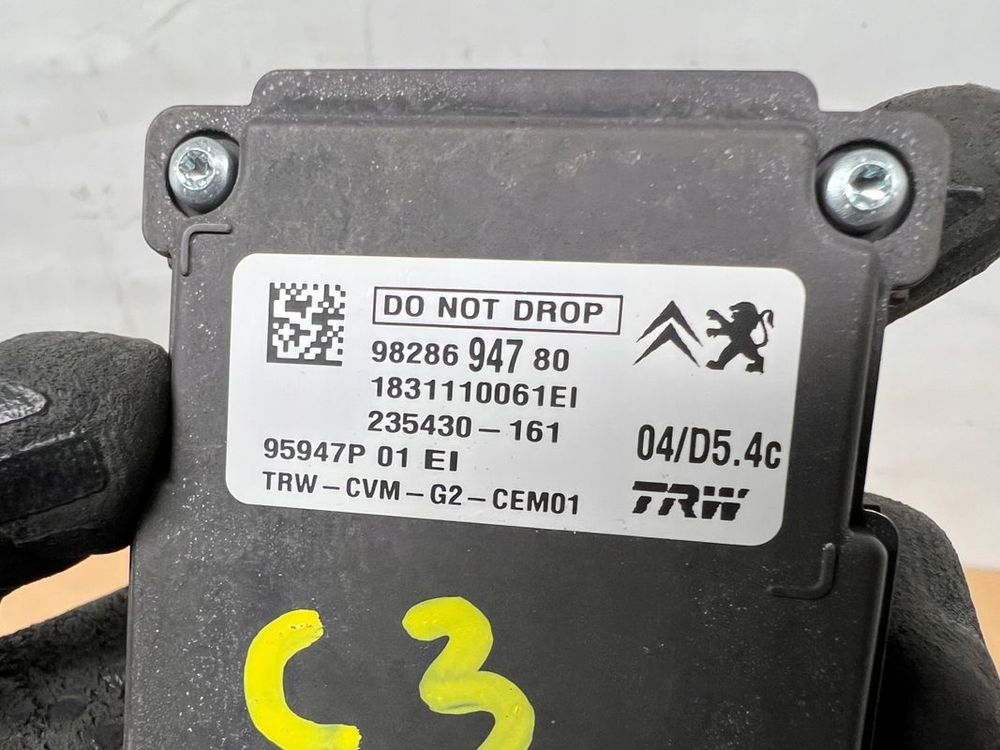 DO NOT DROP
98286 947 80
1831110061EI
235430-161
04/D5.4c
95947P 01 EI
TRW-CVM-G2-CEM01
TRW
C3